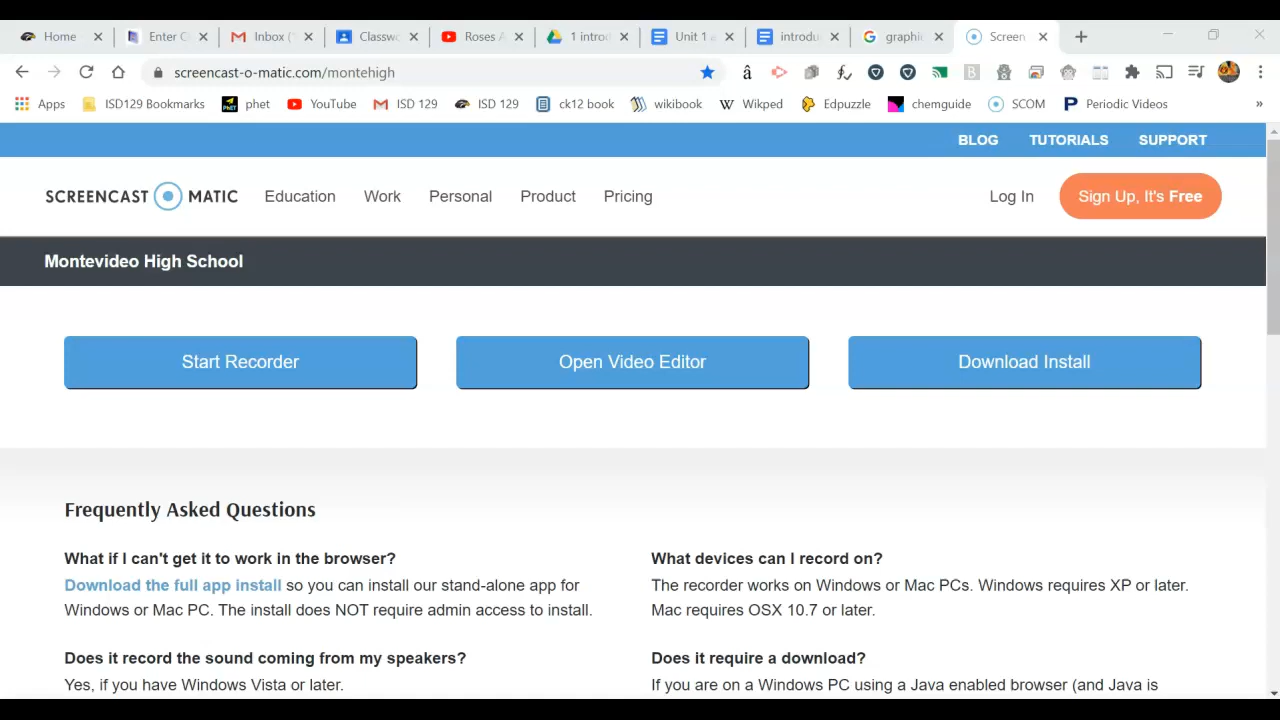 Home Enter C Inbox ( Classwo Roses A 1 introd Unit 1 a introdu graphi Screen
screencast-o-matic.com/montehigh
Apps ISD129 Bookmarks phet YouTube ISD 129 ISD 129 ck12 book wikibook Wikped Edpuzzle chemguide SCOM Periodic Videos »
BLOG TUTORIALS SUPPORT
SCREENCAST O MATIC Education Work Personal Product Pricing Log In Sign Up, It's Free
Montevideo High School
Start Recorder Open Video Editor Download Install
Frequently Asked Questions
What if I can't get it to work in the browser?
Download the full app install so you can install our stand-alone app for
Windows or Mac PC. The install does NOT require admin access to install.
What devices can I record on?
The recorder works on Windows or Mac PCs. Windows requires XP or later.
Mac requires OSX 10.7 or later.
Does it record the sound coming from my speakers?
Yes, if you have Windows Vista or later.
Does it require a download?
If you are on a Windows PC using a Java enabled browser (and Java is